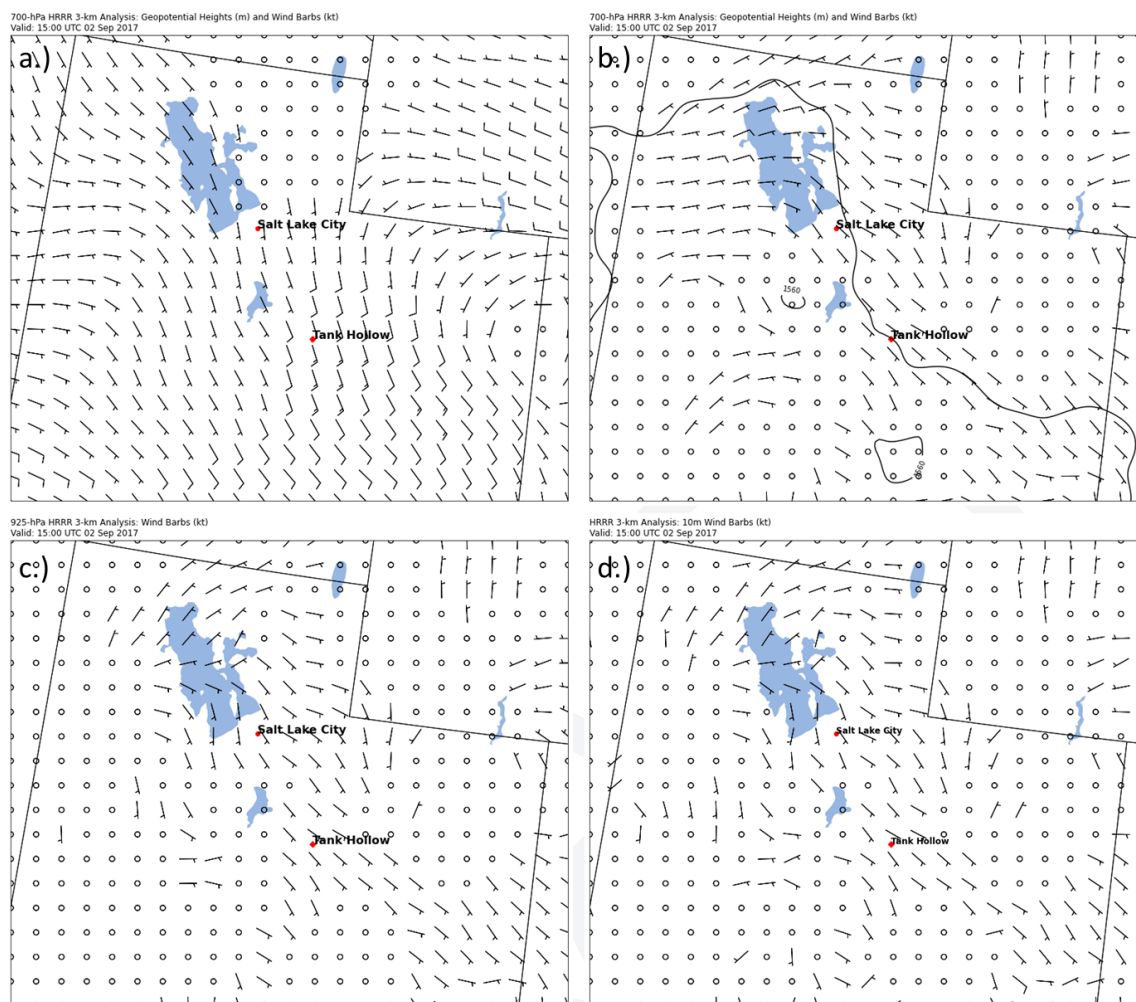 700-hPa HRRR 3-km Analysis: Geopotential Heights (m) and Wind Barbs (kt)
Valid: 15:00 UTC 02 Sep 2017
a.)
Salt Lake City
Tank Hollow
700-hPa HRRR 3-km Analysis: Geopotential Heights (m) and Wind Barbs (kt)
Valid: 15:00 UTC 02 Sep 2017
b.)
Salt Lake City
1560
Tank Hollow
925-hPa HRRR 3-km Analysis: Wind Barbs (kt)
Valid: 15:00 UTC 02 Sep 2017
c.)
Salt Lake City
Tank Hollow
HRRR 3-km Analysis: 10m Wind Barbs (kt)
Valid: 15:00 UTC 02 Sep 2017
d.)
Salt Lake City
Tank Hollow